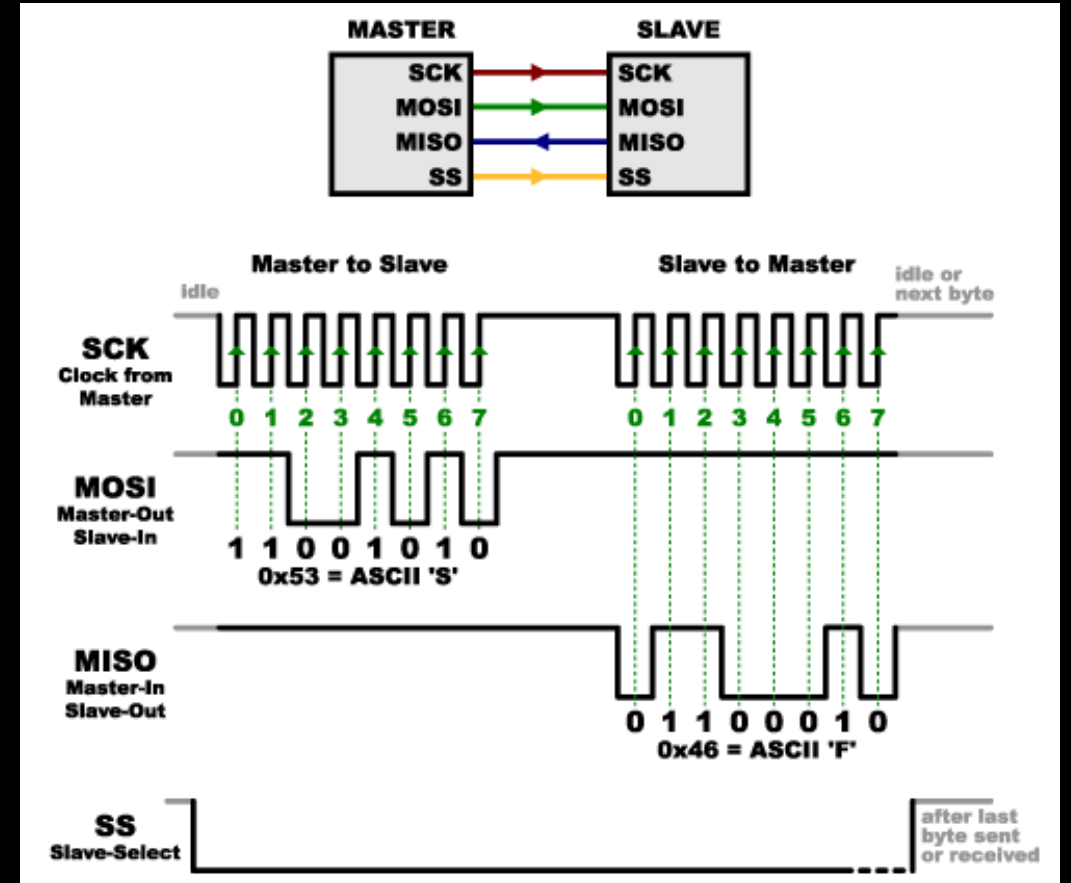 MASTER SLAVE
SCK SCK
MOSI MOSI
MISO MISO
SS SS
Master to Slave Slave to Master
idle
idle or
next byte
SCK
Clock from
Master
0 1 2 3 4 5 6 7 0 1 2 3 4 5 6 7
MOSI
Master-Out
Slave-In
1 1 0 0 1 0 1 0
0x53 = ASCII 'S'
MISO
Master-In
Slave-Out
0 1 1 0 0 0 1 0
0x46 = ASCII 'F'
SS
Slave-Select
after last
byte sent
or received